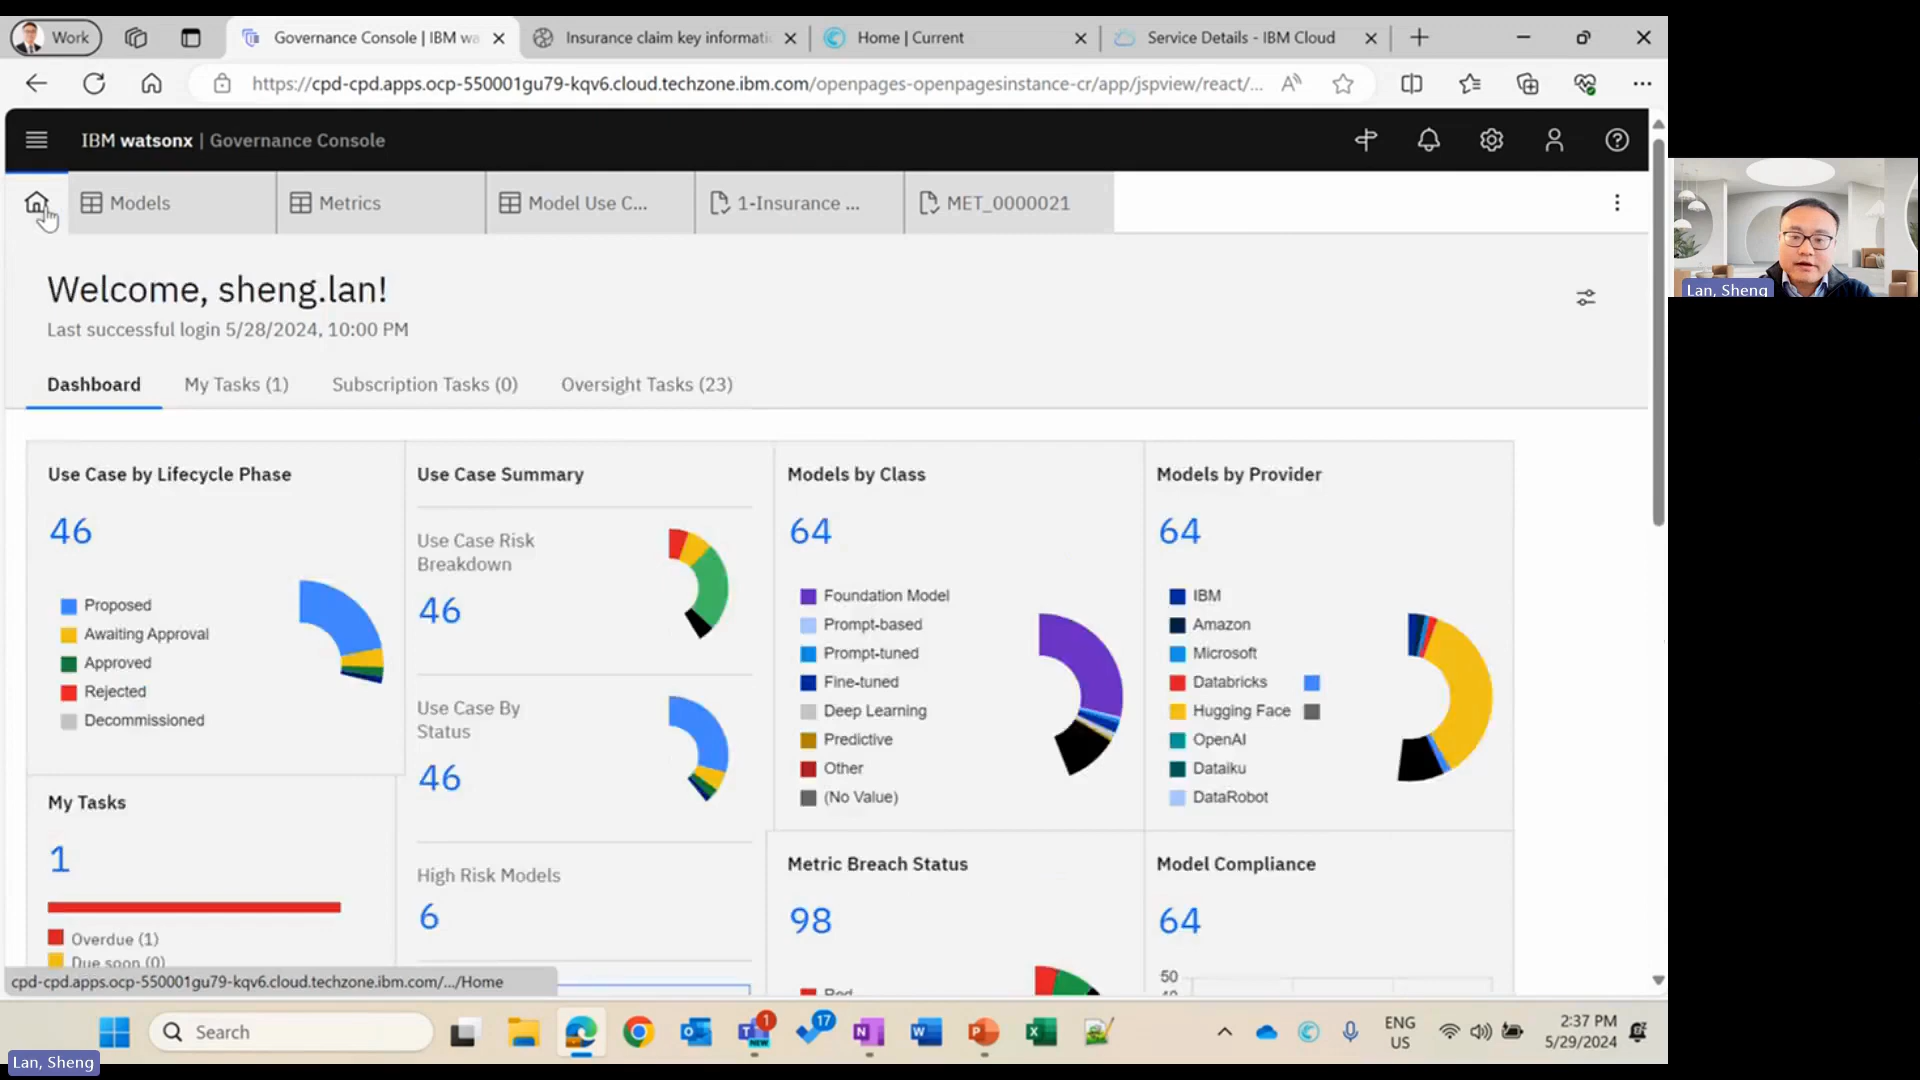 Work
Governance Console | IBM wa
Insurance claim key informati
Home | Current
Service Details - IBM Cloud
https://cpd-cpd.apps.ocp-550001gu79-kqv6.cloud.techzone.ibm.com/openpages-openpagesinstance-cr/app/jspview/react/...
IBM watsonx | Governance Console
Models
Metrics
Model Use C...
1-Insurance ...
MET_0000021
Welcome, sheng.lan!
Last successful login 5/28/2024, 10:00 PM
Dashboard
My Tasks (1)
Subscription Tasks (0)
Oversight Tasks (23)
Use Case by Lifecycle Phase
46
Proposed
Awaiting Approval
Approved
Rejected
Decommissioned
Use Case Summary
Use Case Risk
Breakdown
46
Use Case By
Status
46
High Risk Models
6
Models by Class
64
Foundation Model
Prompt-based
Prompt-tuned
Fine-tuned
Deep Learning
Predictive
Other
(No Value)
Models by Provider
64
IBM
Amazon
Microsoft
Databricks
Hugging Face
OpenAI
Dataiku
DataRobot
My Tasks
1
Overdue (1)
Due soon (0)
Metric Breach Status
98
Red
Model Compliance
64
50
40
cpd-cpd.apps.ocp-550001gu79-kqv6.cloud.techzone.ibm.com/.../Home
Search
NEW
1
17
ENG
US
2:37 PM
5/29/2024
Lan, Sheng
Lan, Sheng